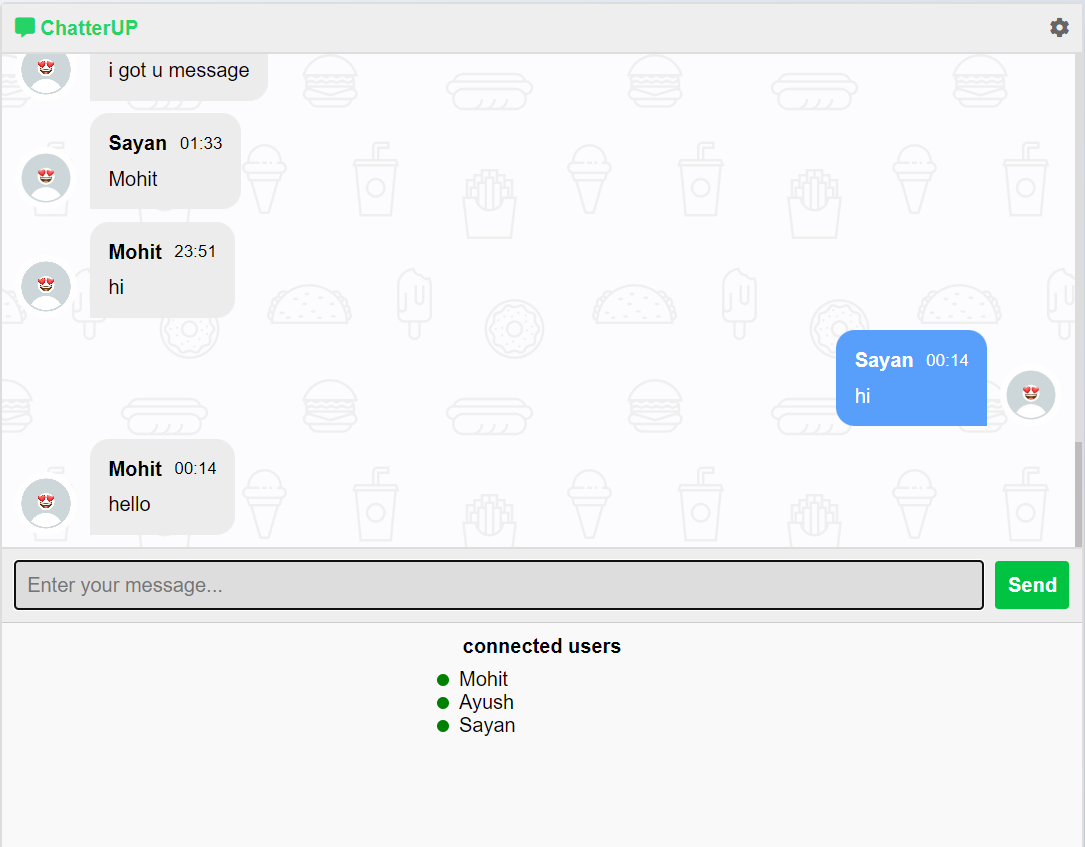 ChatterUP
i got u message
Sayan 01:33
Mohit
Mohit 23:51
hi
Sayan 00:14
hi
Mohit 00:14
hello
Enter your message...
Send
connected users
Mohit
Ayush
Sayan